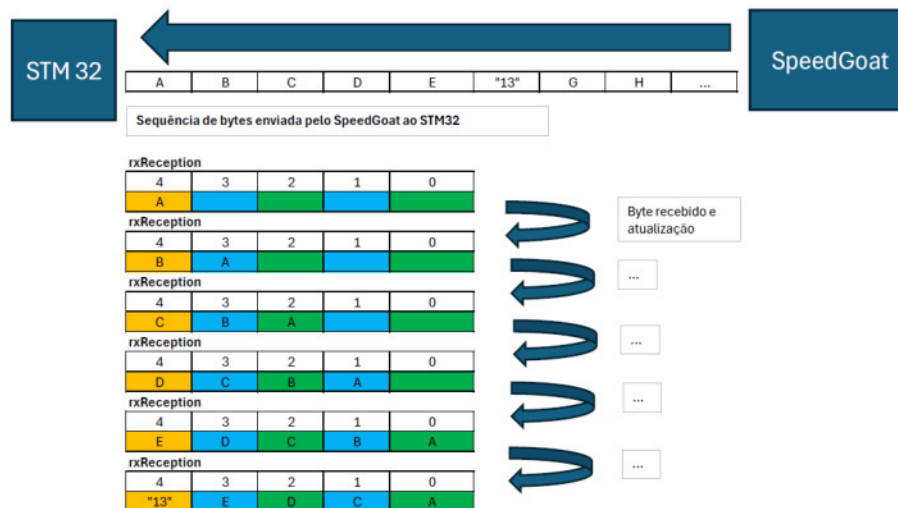 STM 32
SpeedGoat
A B C D E "13" G H ...
Sequência de bytes enviada pelo SpeedGoat ao STM32
rxReception
4 3 2 1 0
A
Byte recebido e
atualização
rxReception
4 3 2 1 0
B A
...
rxReception
4 3 2 1 0
C B A
...
rxReception
4 3 2 1 0
D C B A
...
rxReception
4 3 2 1 0
E D C B A
...
rxReception
4 3 2 1 0
"13" E D C A